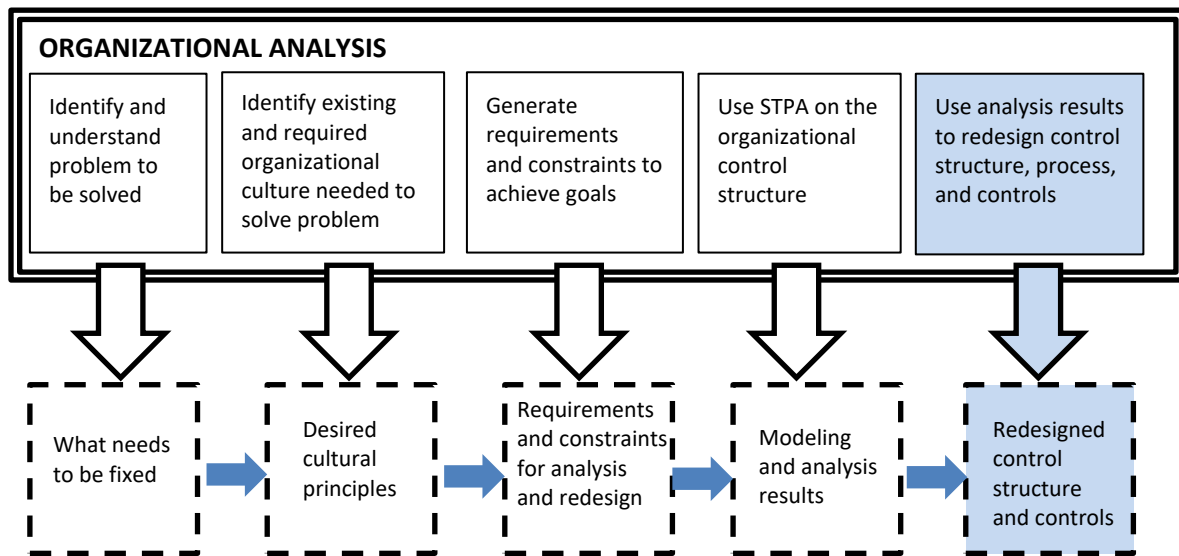 ORGANIZATIONAL ANALYSIS
Identify and
understand
problem to
be solved
Identify existing
and required
organizational
culture needed to
solve problem
Generate
requirements
and constraints to
achieve goals
Use STPA on the
organizational
control
structure
Use analysis results
to redesign control
structure, process,
and controls
What needs
to be fixed
Desired
cultural
principles
Requirements
and constraints
for analysis
and redesign
Modeling
and analysis
results
Redesigned
control
structure
and controls